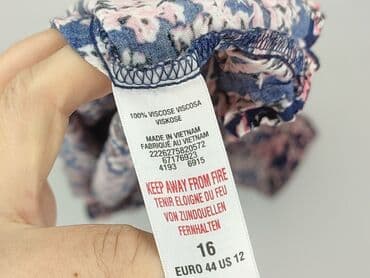 100% VISCOSE VISCOSA
VISKOSE
MADE IN VIETNAM
FABRIQUÉ AU VIETNAM
2226275820572
67176923
4193 6915
KEEP AWAY FROM FIRE
TENIR ELOIGNE DU FEU
VON ZUNDQUELLEN
FERNHALTEN
16
EURO 44 US 12